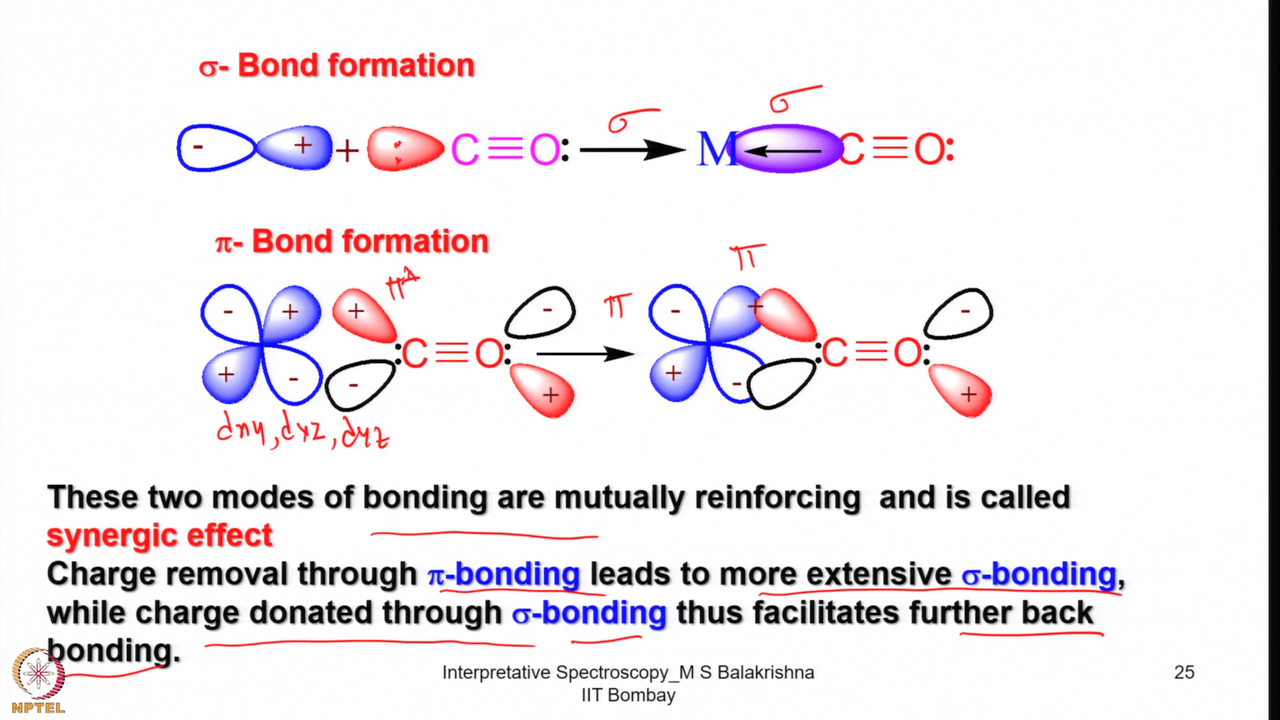 σ- Bond formation
σ
σ
- + + C≡O: M C≡O:
π- Bond formation
π
π*
π
- + + - - + -
C≡O :C≡O:
+ - - + + - +
dxy, dxz, dyz
These two modes of bonding are mutually reinforcing and is called
synergic effect
Charge removal through π-bonding leads to more extensive σ-bonding,
while charge donated through σ-bonding thus facilitates further back
bonding.
Interpretative Spectroscopy_M S Balakrishna
IIT Bombay
25
NPTEL